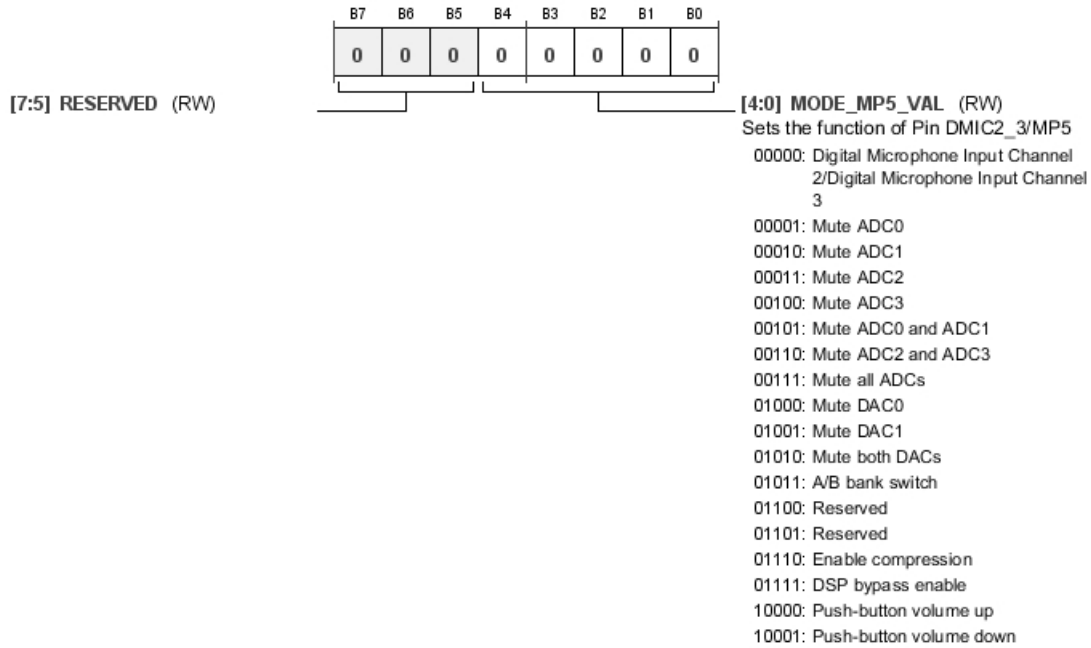 B7 B6 B5 B4 B3 B2 B1 B0
0 0 0 0 0 0 0 0
[7:5] RESERVED (RW)
[4:0] MODE_MP5_VAL (RW)
Sets the function of Pin DMIC2_3/MP5
00000: Digital Microphone Input Channel
2/Digital Microphone Input Channel
3
00001: Mute ADC0
00010: Mute ADC1
00011: Mute ADC2
00100: Mute ADC3
00101: Mute ADC0 and ADC1
00110: Mute ADC2 and ADC3
00111: Mute all ADCs
01000: Mute DAC0
01001: Mute DAC1
01010: Mute both DACs
01011: A/B bank switch
01100: Reserved
01101: Reserved
01110: Enable compression
01111: DSP bypass enable
10000: Push-button volume up
10001: Push-button volume down